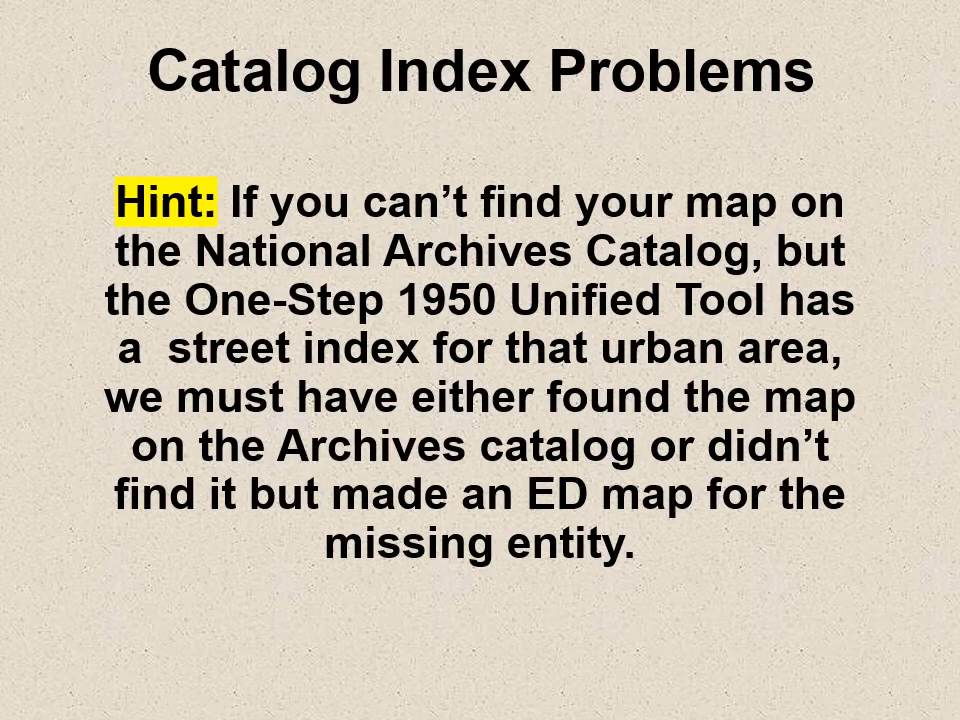 Catalog Index Problems
Hint: If you can’t find your map on
the National Archives Catalog, but
the One-Step 1950 Unified Tool has
a  street index for that urban area,
we must have either found the map
on the Archives catalog or didn’t
find it but made an ED map for the
missing entity.